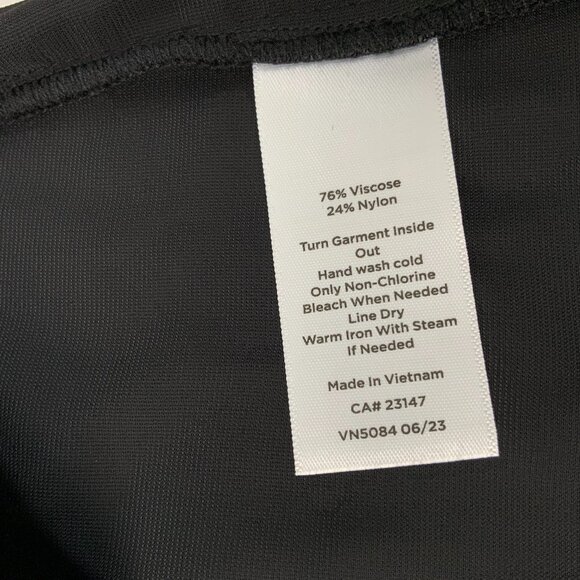 76% Viscose
24% Nylon
Turn Garment Inside
Out
Hand wash cold
Only Non-Chlorine
Bleach When Needed
Line Dry
Warm Iron With Steam
If Needed
Made In Vietnam
CA# 23147
VN5084 06/23